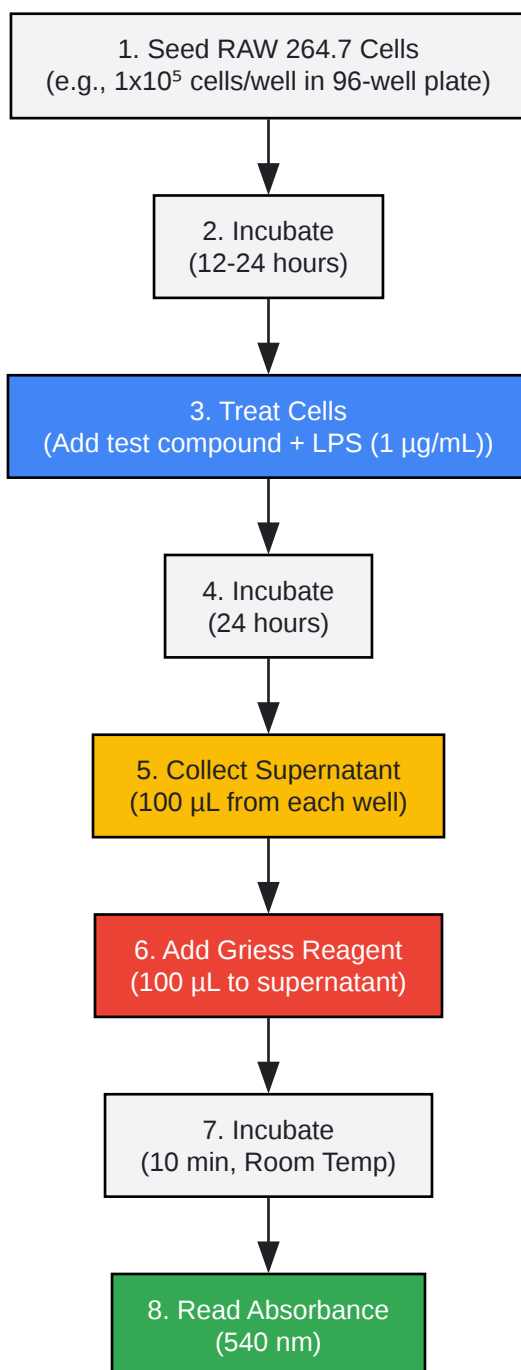 1. Seed RAW 264.7 Cells
(e.g., 1x10⁵ cells/well in 96-well plate)
2. Incubate
(12-24 hours)
3. Treat Cells
(Add test compound + LPS (1 µg/mL))
4. Incubate
(24 hours)
5. Collect Supernatant
(100 µL from each well)
6. Add Griess Reagent
(100 µL to supernatant)
7. Incubate
(10 min, Room Temp)
8. Read Absorbance
(540 nm)